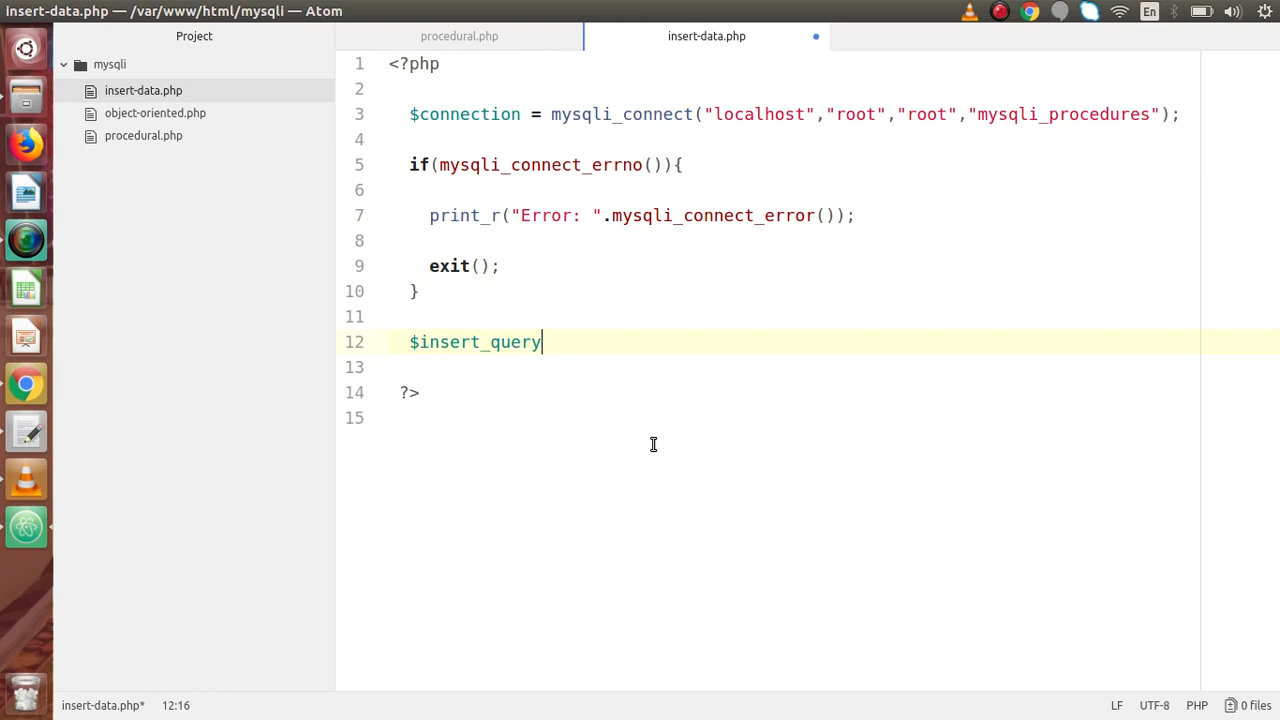 insert-data.php — /var/www/html/mysqli — Atom
En
Project
procedural.php
insert-data.php
mysqli
insert-data.php
object-oriented.php
procedural.php
1 <?php
2
3 $connection = mysqli_connect("localhost","root","root","mysqli_procedures");
4
5 if(mysqli_connect_errno()){
6
7 print_r("Error: ".mysqli_connect_error());
8
9 exit();
10 }
11
12 $insert_query
13
14 ?>
15
insert-data.php* 12:16 LF UTF-8 PHP 0 files